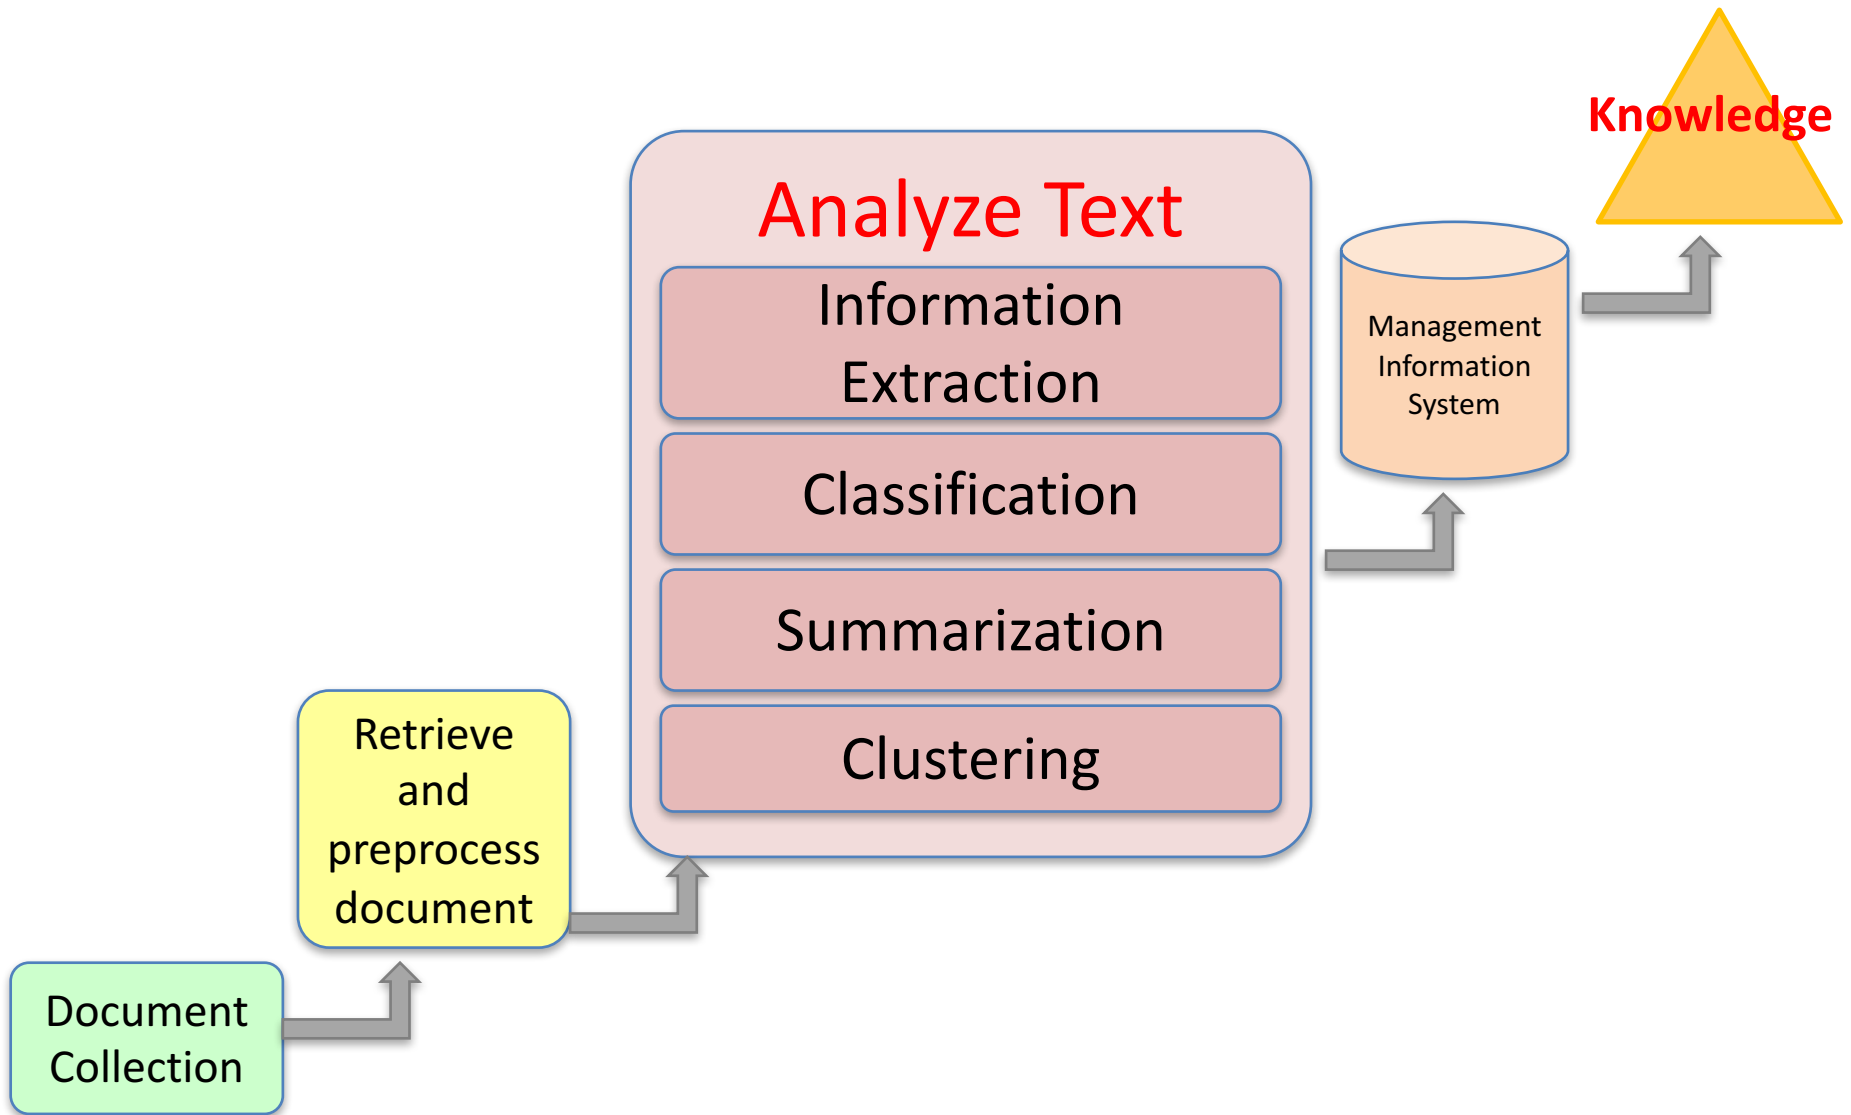 Knowledge
Analyze Text
Information
Extraction
Classification
Summarization
Clustering
Management
Information
System
Retrieve
and
preprocess
document
Document
Collection